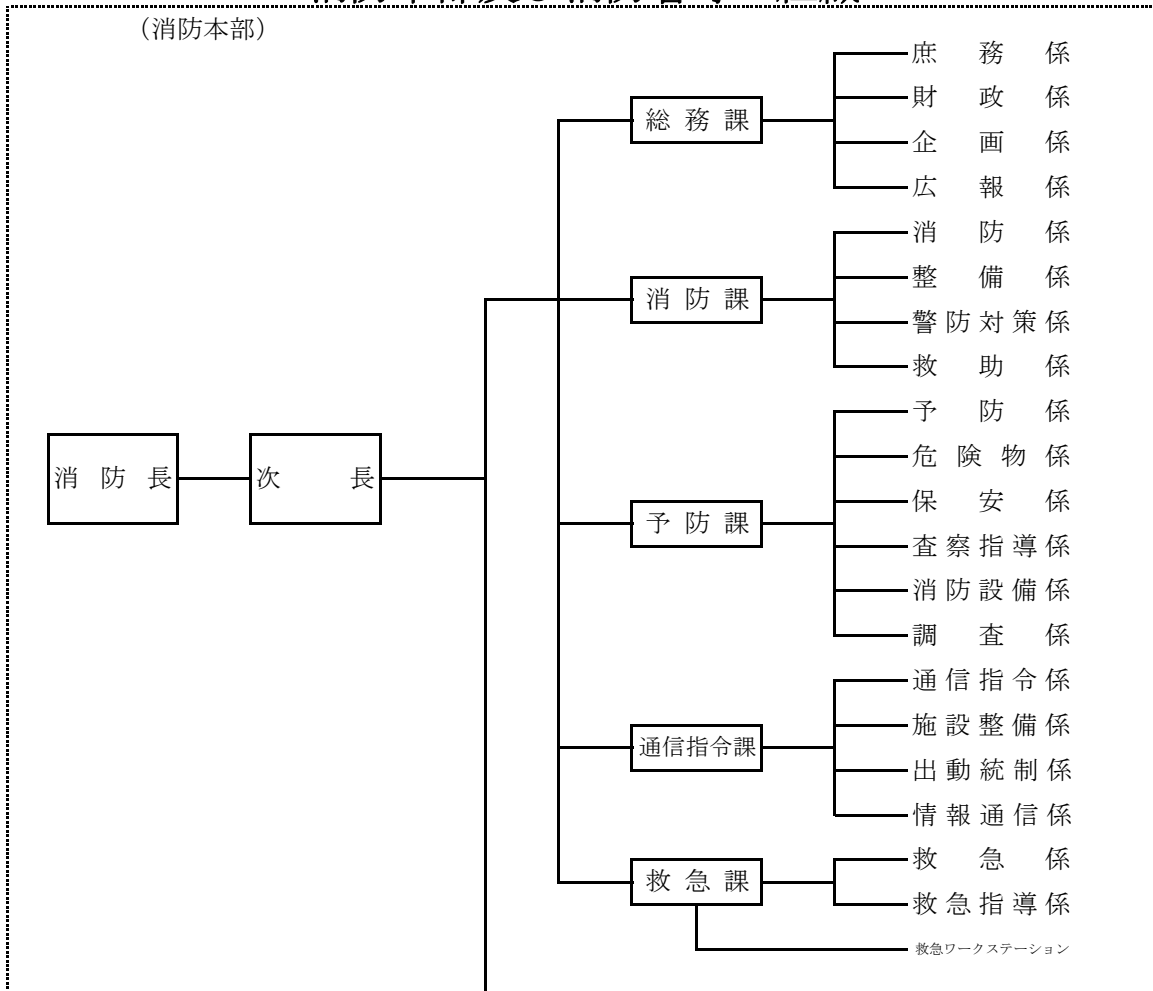 （消防本部）
庶務係
財政係
総務課
企画係
広報係
消防係
整備係
消防課
警防対策係
救助係
予防係
危険物係
消防長
次長
保安係
予防課
査察指導係
消防設備係
調査係
通信指令係
施設整備係
通信指令課
出動統制係
情報通信係
救急係
救急課
救急指導係
救急ワークステーション